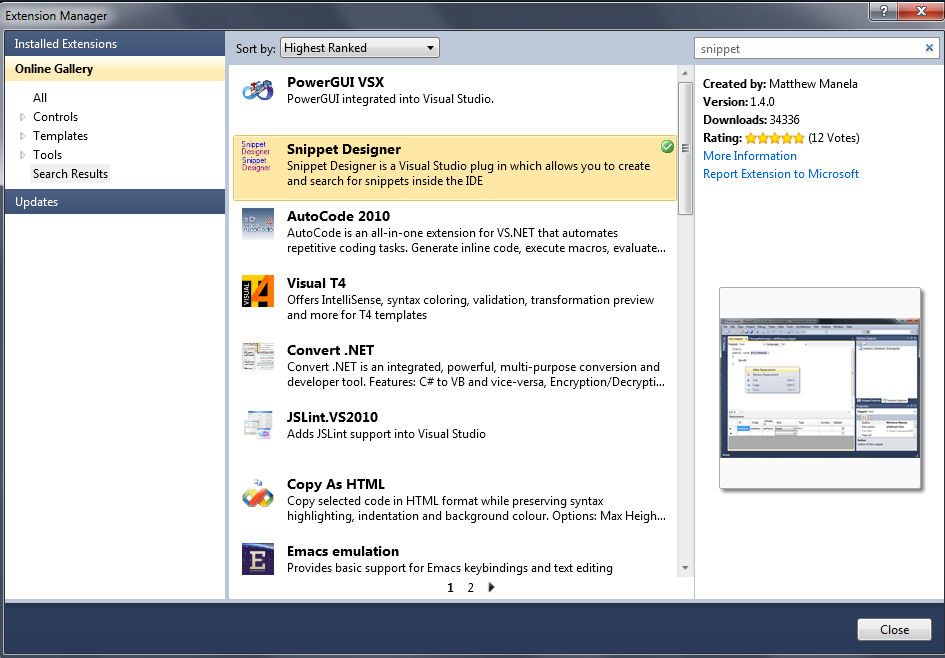 Extension Manager
Installed Extensions
Online Gallery
All
Controls
Templates
Tools
Search Results
Updates
Sort by: Highest Ranked
PowerGUI VSX
PowerGUI integrated into Visual Studio.
Snippet
Designer
Snippet
Designer
Snippet Designer
Snippet Designer is a Visual Studio plug in which allows you to create
and search for snippets inside the IDE
AutoCode 2010
AutoCode is an all-in-one extension for VS.NET that automates
repetitive coding tasks. Generate inline code, execute macros, evaluate...
VISUAL T4
Visual T4
Offers IntelliSense, syntax coloring, validation, transformation preview
and more for T4 templates
Convert .NET
Convert .NET is an integrated, powerful, multi-purpose conversion and
developer tool. Features: C# to VB and vice-versa, Encryption/Decrypti...
JSLint.VS2010
Adds JSLint support into Visual Studio
Copy As HTML
Copy selected code in HTML format while preserving syntax
highlighting, indentation and background colour. Options: Max Heigh...
E
Emacs emulation
Provides basic support for Emacs keybindings and text editing
1 2
snippet
Created by: Matthew Manela
Version: 1.4.0
Downloads: 34336
Rating: (12 Votes)
More Information
Report Extension to Microsoft
Close